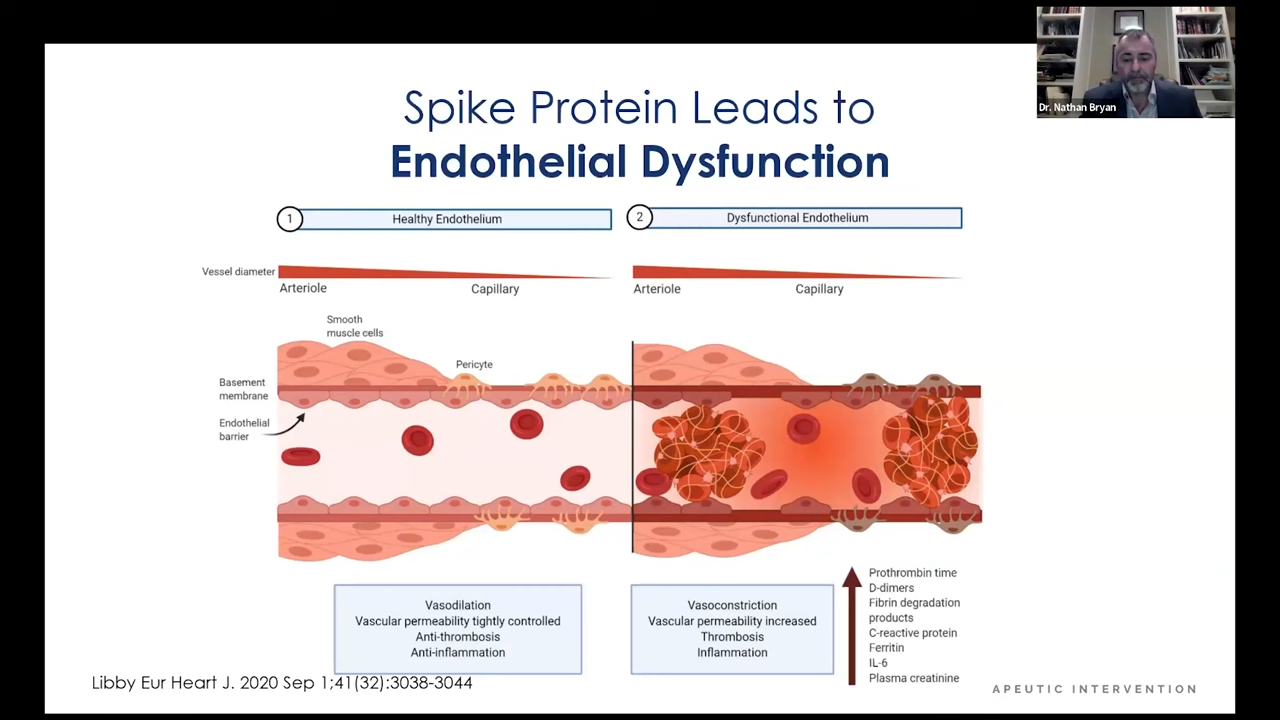 Dr. Nathan Bryan
Spike Protein Leads to
Endothelial Dysfunction
1
Healthy Endothelium
2
Dysfunctional Endothelium
Vessel diameter
Arteriole
Capillary
Arteriole
Capillary
Smooth
muscle cells
Pericyte
Basement
membrane
Endothelial
barrier
Vasodilation
Vascular permeability tightly controlled
Anti-thrombosis
Anti-inflammation
Vasoconstriction
Vascular permeability increased
Thrombosis
Inflammation
Prothrombin time
D-dimers
Fibrin degradation
products
C-reactive protein
Ferritin
IL-6
Plasma creatinine
Libby Eur Heart J. 2020 Sep 1;41(32):3038-3044
APEUTIC INTERVENTION